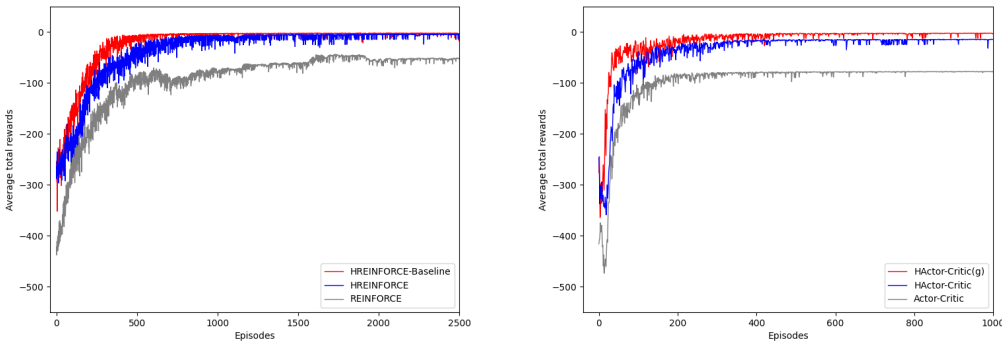 0
−100
−200
−300
−400
−500
Average total rewards
HREINFORCE-Baseline
HREINFORCE
REINFORCE
0 500 1000 1500 2000 2500
Episodes
0
−100
−200
−300
−400
−500
Average total rewards
HActor-Critic(g)
HActor-Critic
Actor-Critic
0 200 400 600 800 1000
Episodes